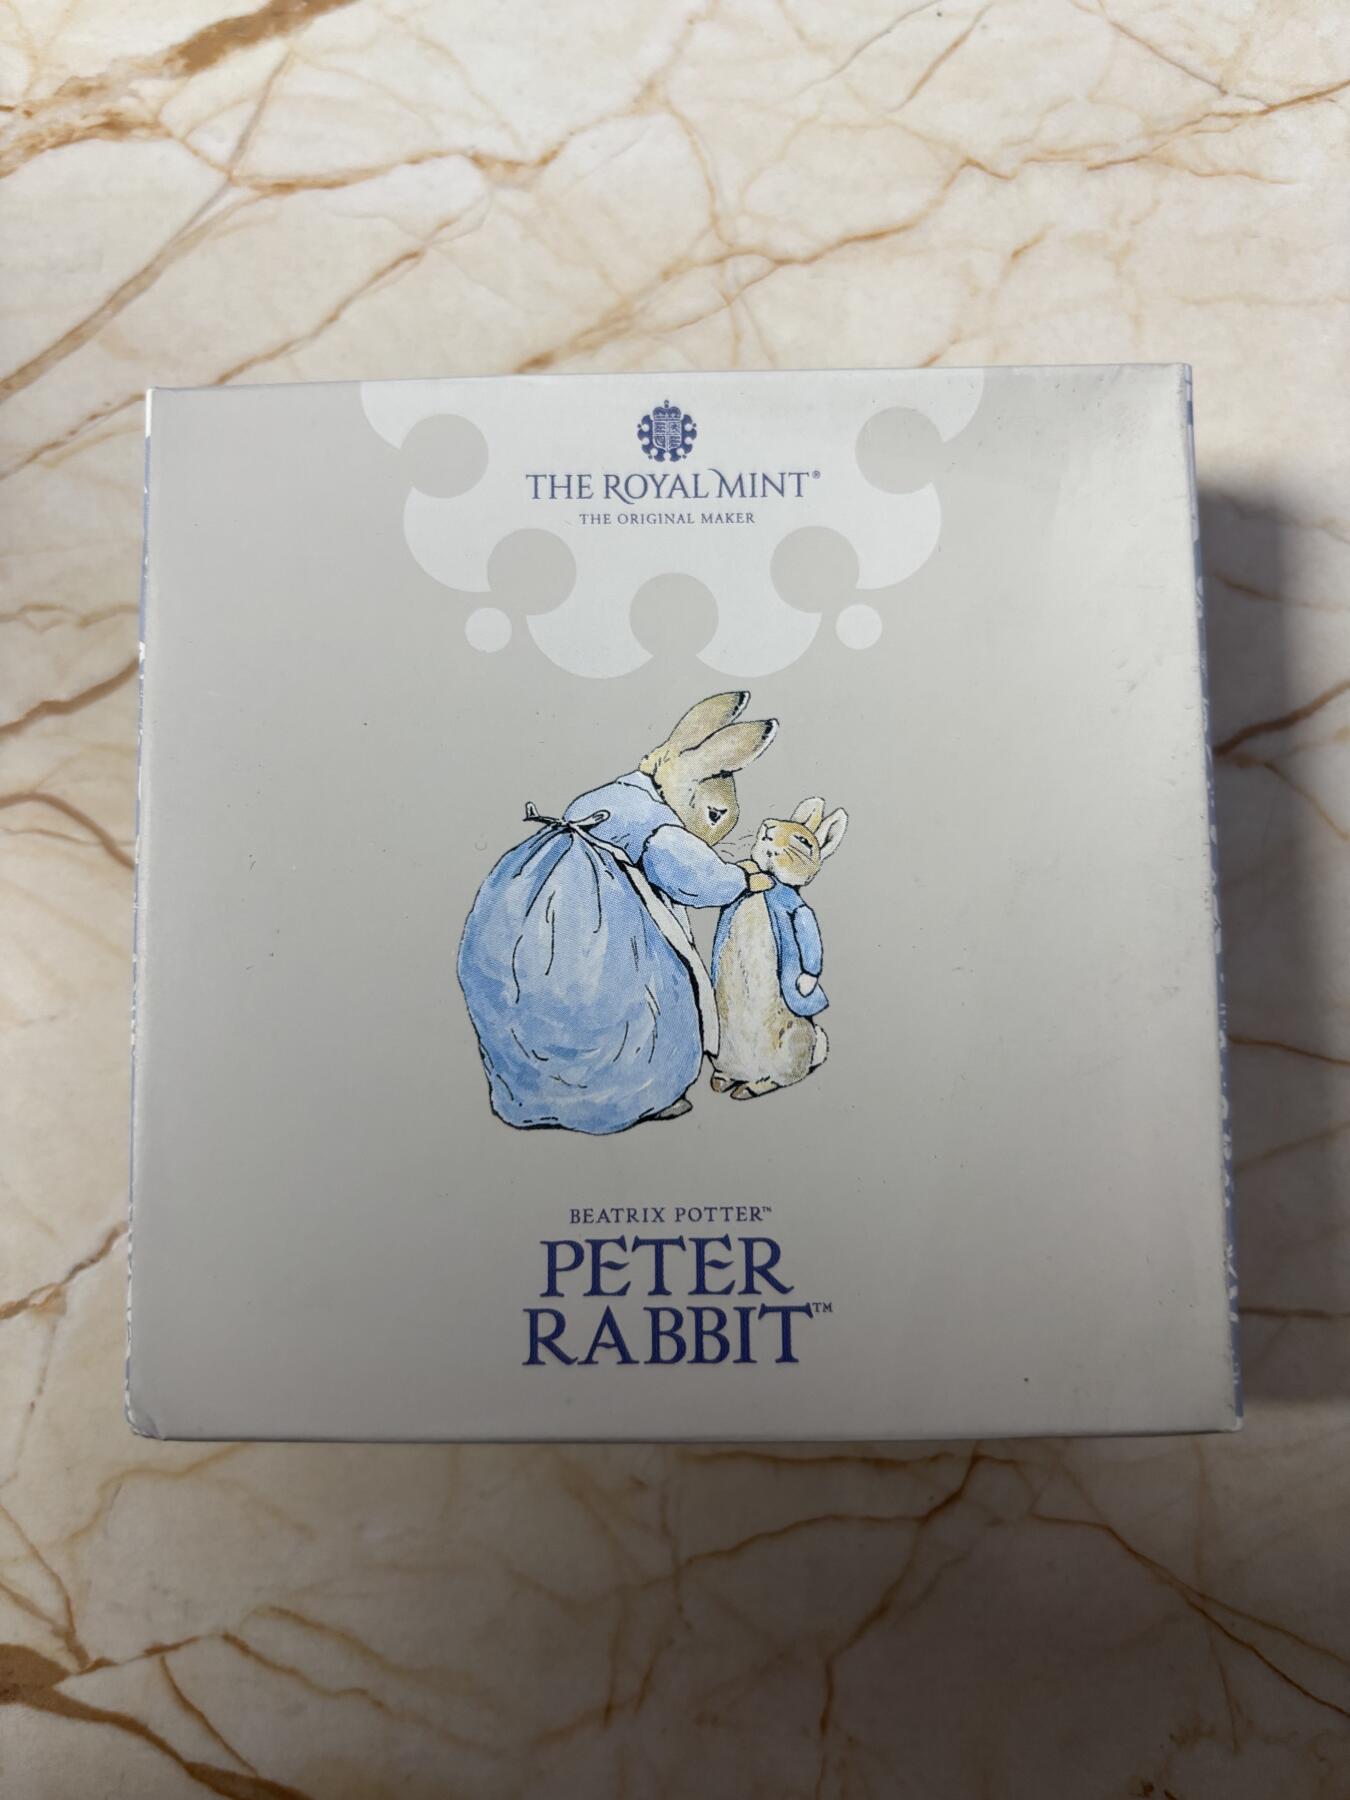 THE ROYAL MINT®
THE ORIGINAL MAKER
BEATRIX POTTER™
PETER
RABBIT™